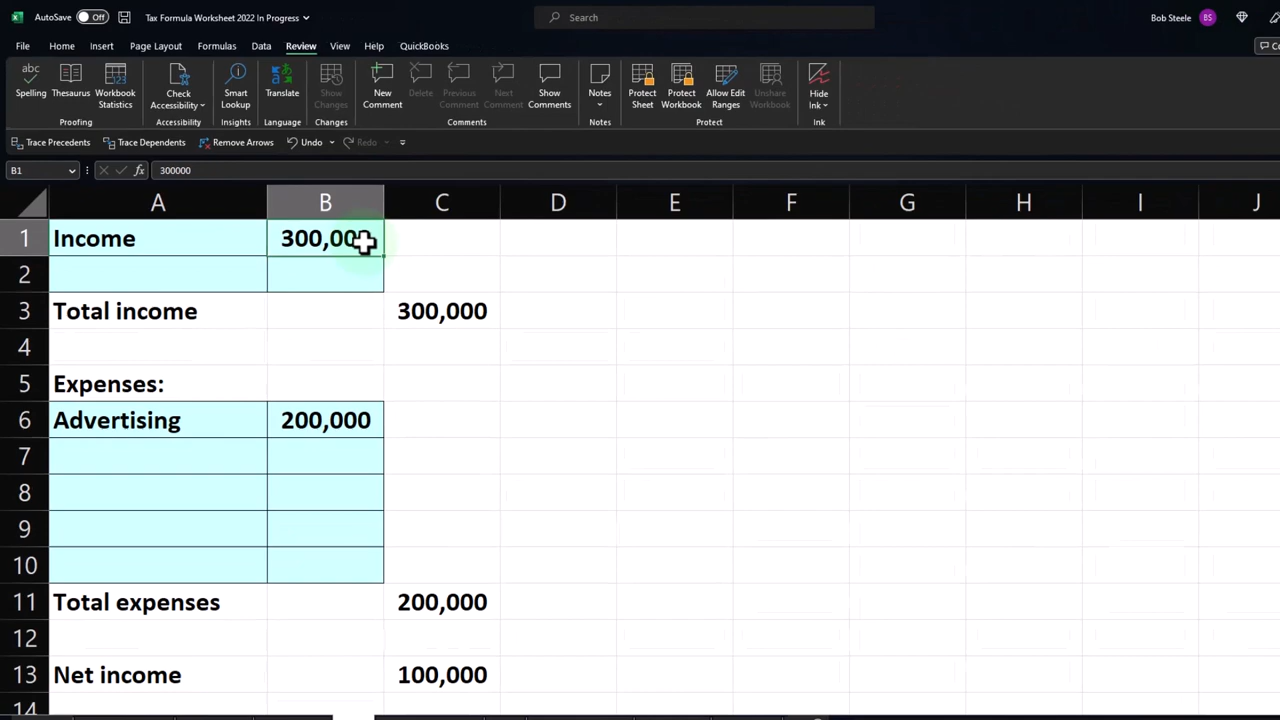 AutoSave Off Tax Formula Worksheet 2022 In Progress Search Bob Steele BS
File Home Insert Page Layout Formulas Data Review View Help QuickBooks
Spelling Thesaurus Workbook Statistics Check Accessibility Smart Lookup Translate Show Changes New Comment Delete Previous Comment Next Comment Show Comments Notes Protect Sheet Protect Workbook Allow Edit Ranges Unshare Workbook Hide Ink
Proofing Accessibility Insights Language Changes Comments Notes Protect Ink
Trace Precedents Trace Dependents Remove Arrows Undo Redo
B1 fx 300000
A B C D E F G H I J
1 Income 300,000
2
3 Total income 300,000
4
5 Expenses:
6 Advertising 200,000
7
8
9
10
11 Total expenses 200,000
12
13 Net income 100,000
14